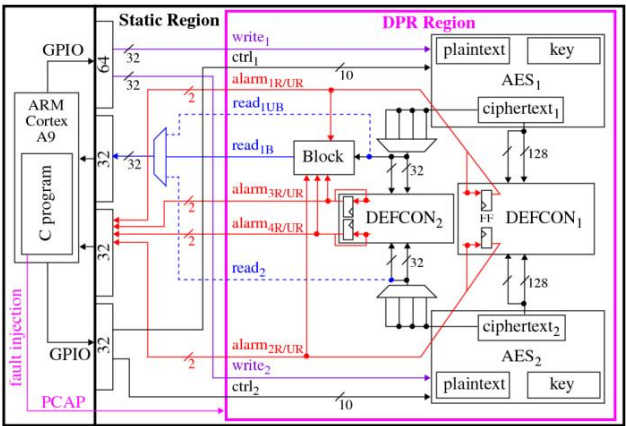 Static Region
DPR Region
GPIO
64
32
32
write₁
ctrl₁
10
plaintext
key
AES₁
ciphertext₁
ARM
Cortex
A9
C program
2
alarm₁R/UR
read₁UB
32
32
read₁B
Block
32
128
alarm₃R/UR
2
alarm₄R/UR
2
32
DEFCON₂
FF
DEFCON₁
read₂
32
128
32
GPIO
2
alarm₂R/UR
ciphertext₂
AES₂
write₂
ctrl₂
10
plaintext
key
fault injection
PCAP